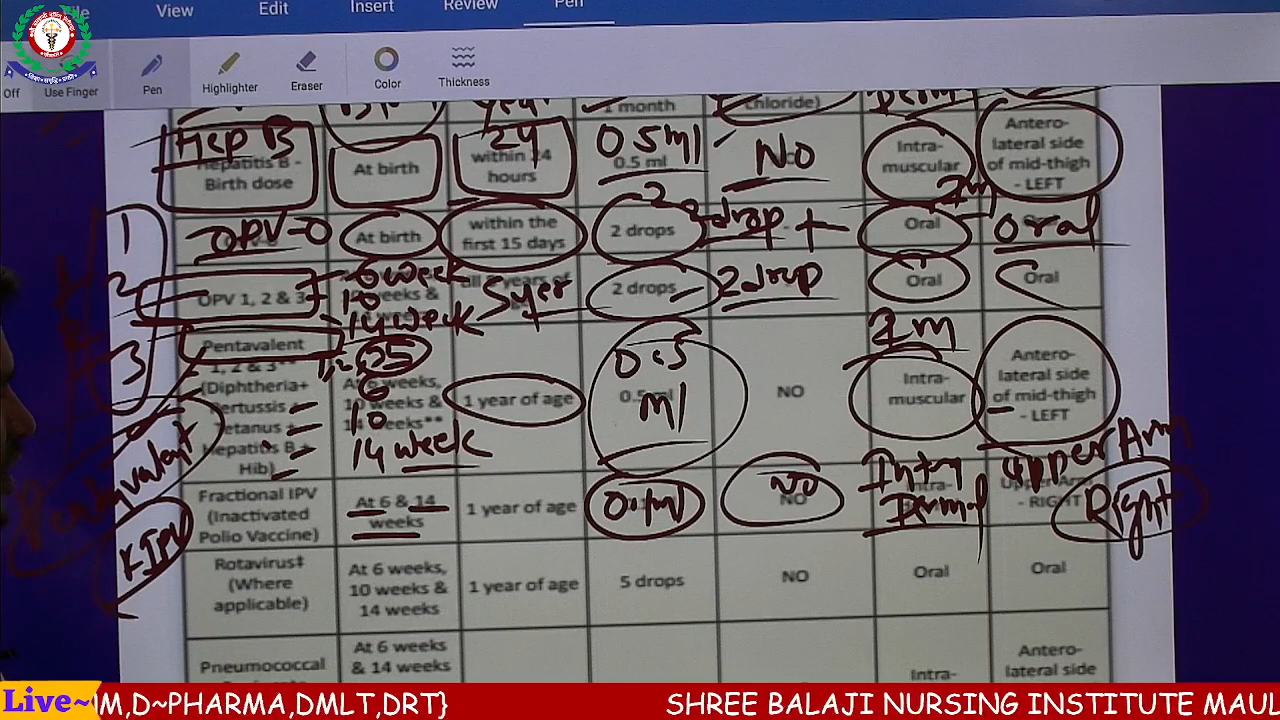 File View Edit Insert Review Pen
Off Use Finger Pen Highlighter Eraser Color Thickness
year 1 month chloride)
Hep B 24 0.5ml NO
Hepatitis B -
Birth dose
At birth
within 24
hours
0.5 ml
Intra-
muscular
Antero-
lateral side
of mid-thigh
- LEFT
1
OPV-0
At birth
within the
first 15 days
2 drops
2 drop
Oral
Im
Oral
2
OPV 1, 2 & 3
6 week
10
14 week
5 yer
2 drops
2 drop
Oral
Oral
3
Pentavalent
1, 2 & 3**
(Diphtheria+
Pertussis +
Tetanus +
Hepatitis B +
Hib)
At 6 weeks,
10 weeks &
14 weeks**
6
10
14 week
1 year of age
0.5
ml
NO
Im
Intra-
muscular
Antero-
lateral side
of mid-thigh
- LEFT
Fractional IPV
(Inactivated
Polio Vaccine)
At 6 & 14
weeks
1 year of age
0.1ml
NO
Intra
Dermal
Upper Arm
- RIGHT
upper Arm
Right
Rotavirus‡
(Where
applicable)
At 6 weeks,
10 weeks &
14 weeks
1 year of age
5 drops
NO
Oral
Oral
Pneumococcal
At 6 weeks
& 14 weeks
Intra-
Antero-
lateral side
Live~ {M,D~PHARMA,DMLT,DRT} SHREE BALAJI NURSING INSTITUTE MAUL